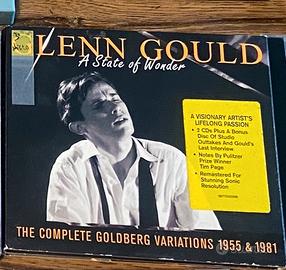 GLENN GOULD
A State of Wonder
A VISIONARY ARTIST'S
LIFELONG PASSION
• 2 CDs Plus A Bonus
Disc Of Studio
Outtakes And Gould's
Last Interview
• Notes By Pulitzer
Prize Winner
Tim Page
• Remastered For
Stunning Sonic
Resolution
THE COMPLETE GOLDBERG VARIATIONS 1955 & 1981